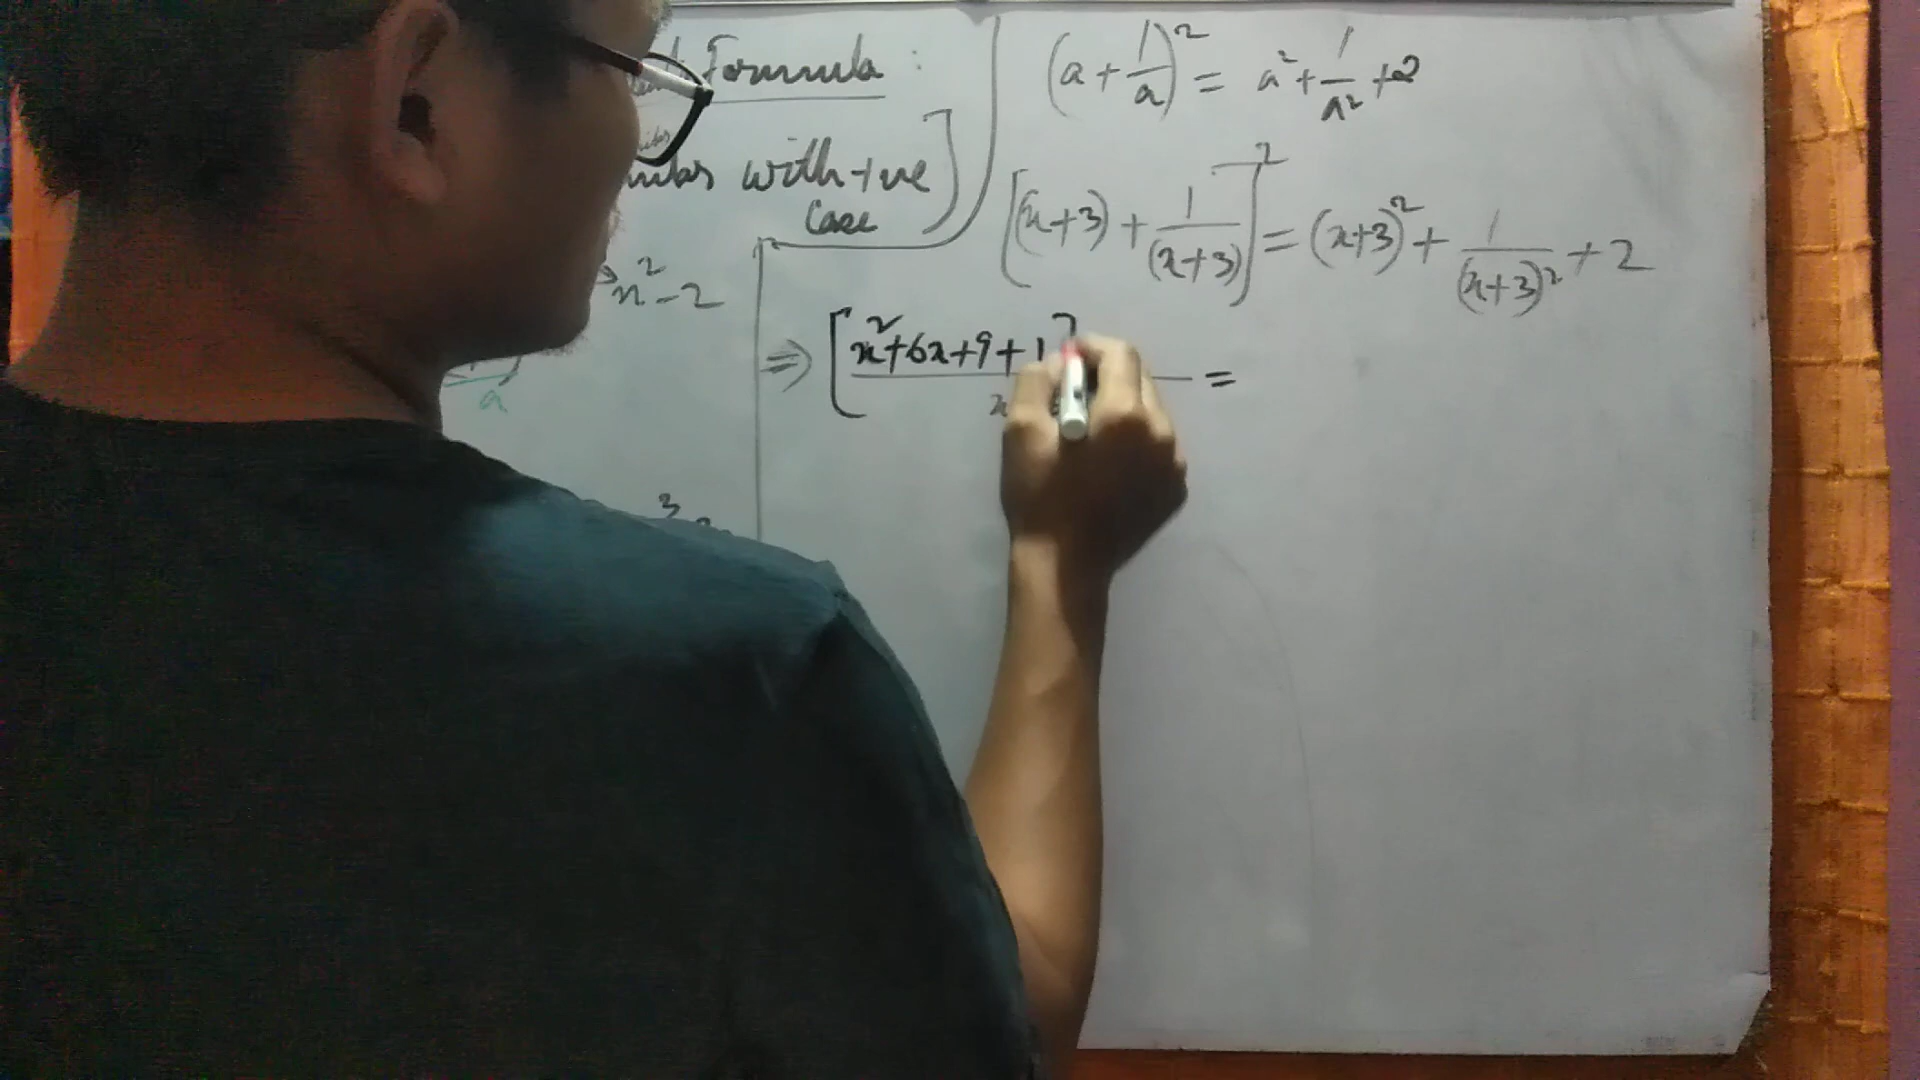 Formula :
with +ve
Case ]
x² - 2
a
3
(a + 1/a)² = a² + 1/a² + 2
[(x+3) + 1/(x+3)]² = (x+3)² + 1/(x+3)² + 2
⇒ [x²+6x+9+1] =